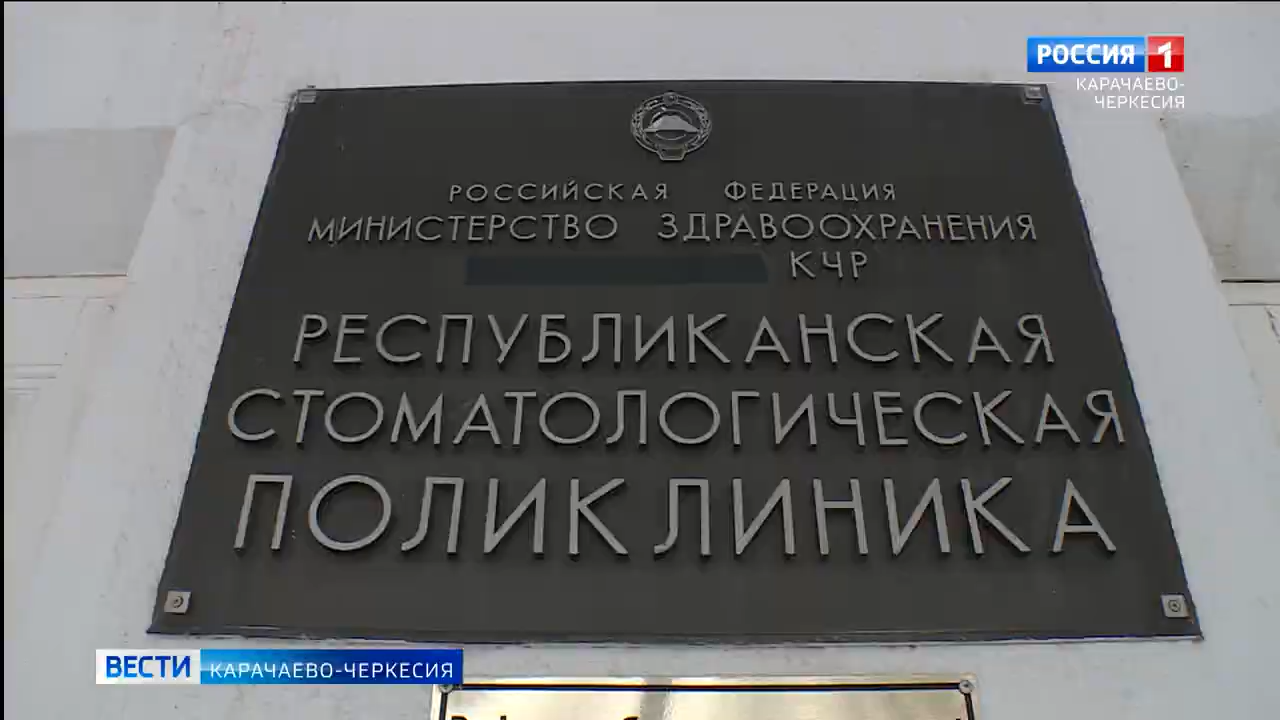 РОССИЯ 1
КАРАЧАЕВО-
ЧЕРКЕСИЯ
РОССИЙСКАЯ ФЕДЕРАЦИЯ
МИНИСТЕРСТВО ЗДРАВООХРАНЕНИЯ
КЧР
РЕСПУБЛИКАНСКАЯ
СТОМАТОЛОГИЧЕСКАЯ
ПОЛИКЛИНИКА
ВЕСТИ КАРАЧАЕВО-ЧЕРКЕСИЯ